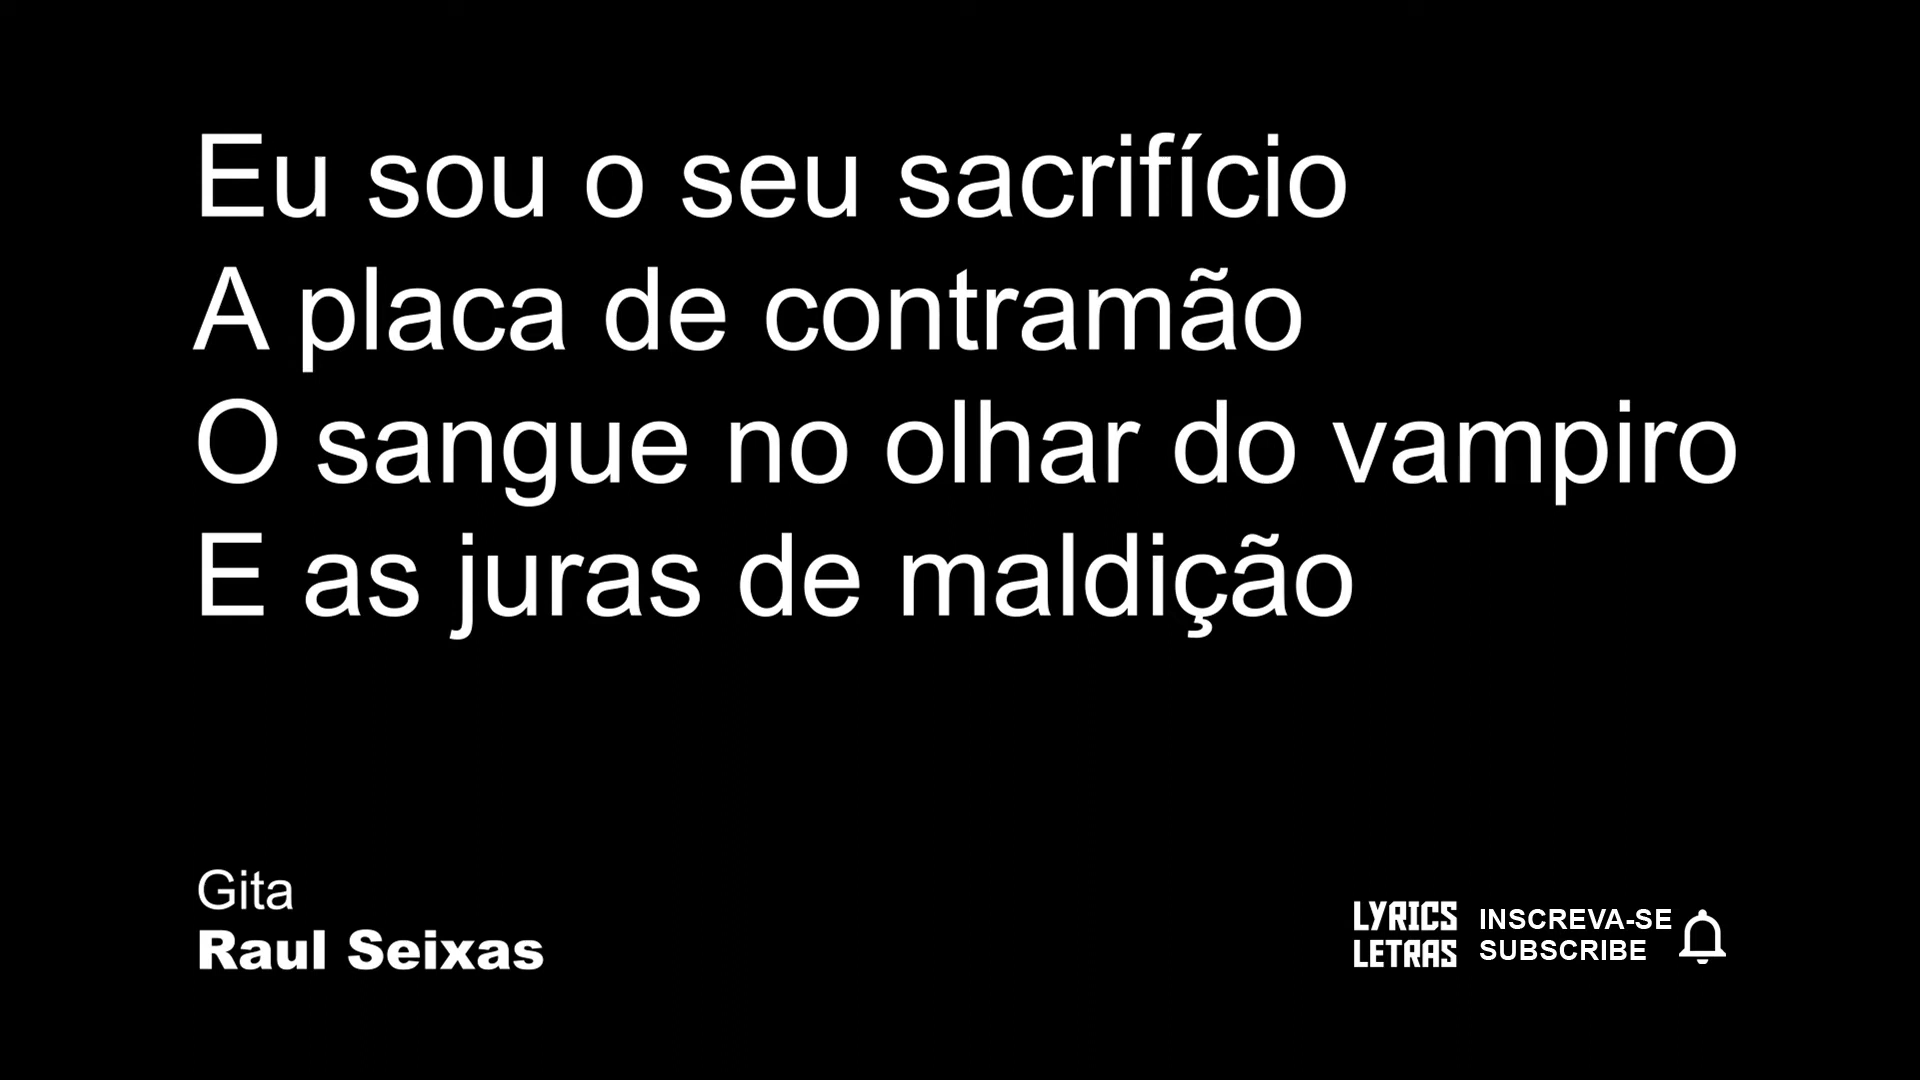 Eu sou o seu sacrifício
A placa de contramão
O sangue no olhar do vampiro
E as juras de maldição
Gita
Raul Seixas
LYRICS
LETRAS
INSCREVA-SE
SUBSCRIBE